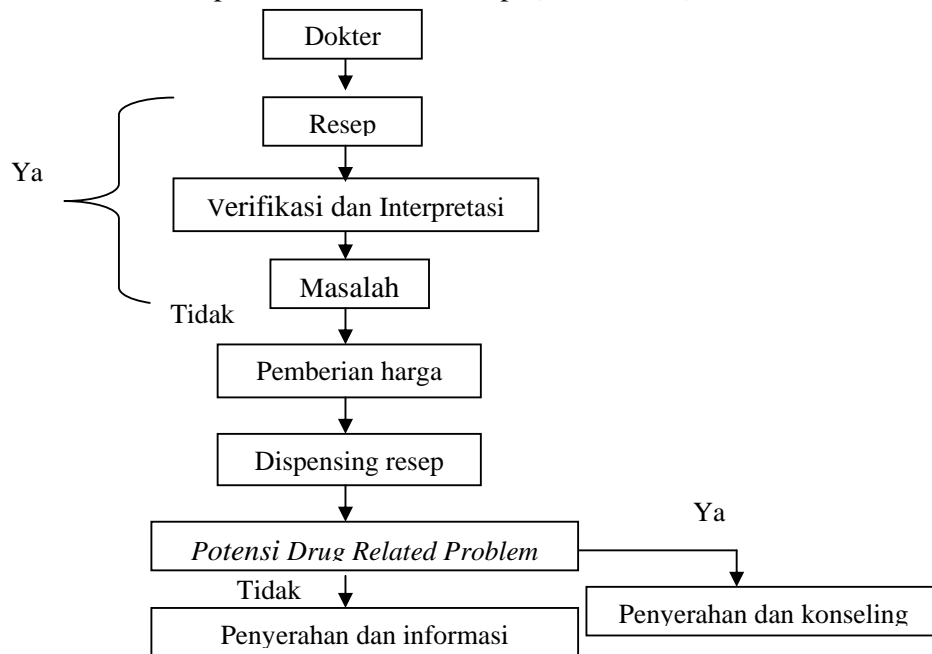 Dokter
Resep
Ya
Verifikasi dan Interpretasi
Masalah
Tidak
Pemberian harga
Dispensing resep
Ya
Potensi Drug Related Problem
Tidak
Penyerahan dan konseling
Penyerahan dan informasi